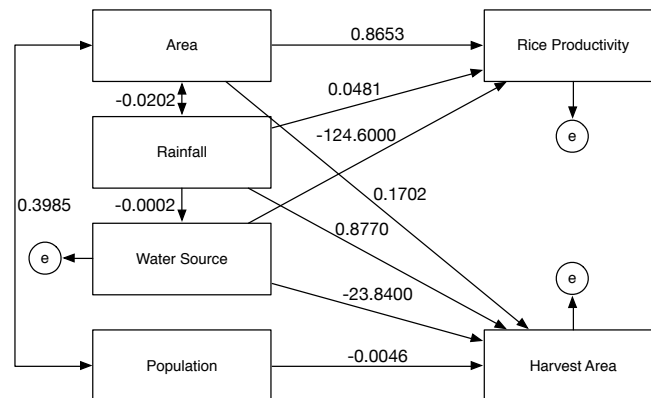 Area
0.8653
Rice Productivity
-0.0202
0.0481
e
Rainfall
-124.6000
0.3985
-0.0002
0.1702
0.8770
e
Water Source
e
-23.8400
Population
-0.0046
Harvest Area